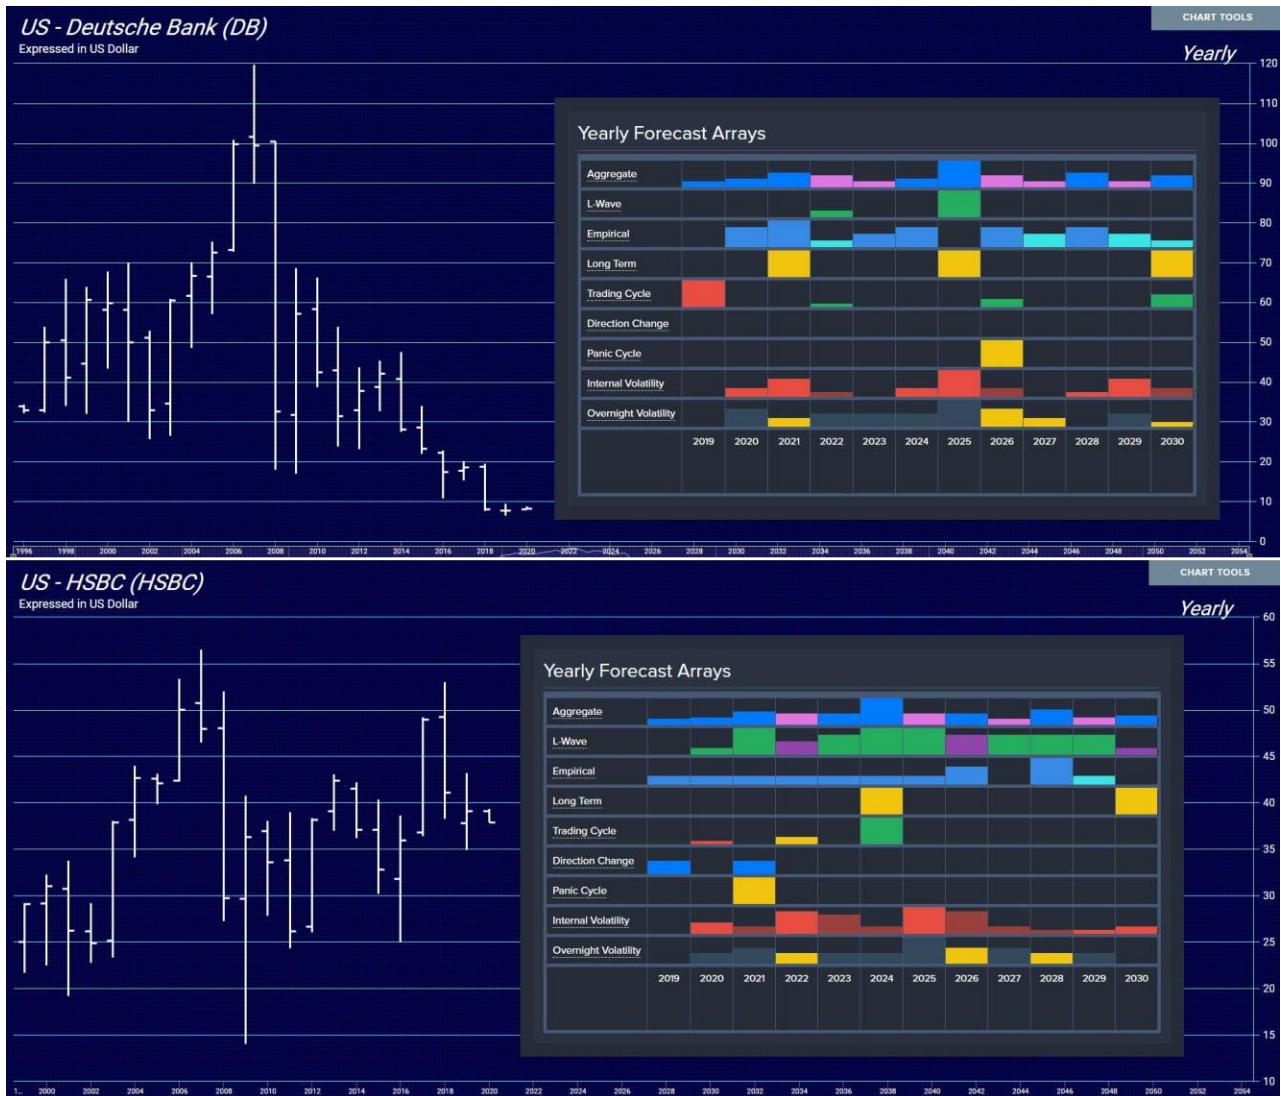 US - Deutsche Bank (DB)
CHART TOOLS
Expressed in US Dollar
Yearly
120
110
100
90
80
70
60
50
40
30
20
10
0
Yearly Forecast Arrays
Aggregate
L-Wave
Empirical
Long Term
Trading Cycle
Direction Change
Panic Cycle
Internal Volatility
Overnight Volatility
2019 2020 2021 2022 2023 2024 2025 2026 2027 2028 2029 2030
1996 1998 2000 2002 2004 2006 2008 2010 2012 2014 2016 2018 2020 2022 2024 2026 2028 2030 2032 2034 2036 2038 2040 2042 2044 2046 2048 2050 2052 2054
US - HSBC (HSBC)
CHART TOOLS
Expressed in US Dollar
Yearly
60
55
50
45
40
35
30
25
20
15
10
Yearly Forecast Arrays
Aggregate
L-Wave
Empirical
Long Term
Trading Cycle
Direction Change
Panic Cycle
Internal Volatility
Overnight Volatility
2019 2020 2021 2022 2023 2024 2025 2026 2027 2028 2029 2030
1... 2000 2002 2004 2006 2008 2010 2012 2014 2016 2018 2020 2022 2024 2026 2028 2030 2032 2034 2036 2038 2040 2042 2044 2046 2048 2050 2052 2054